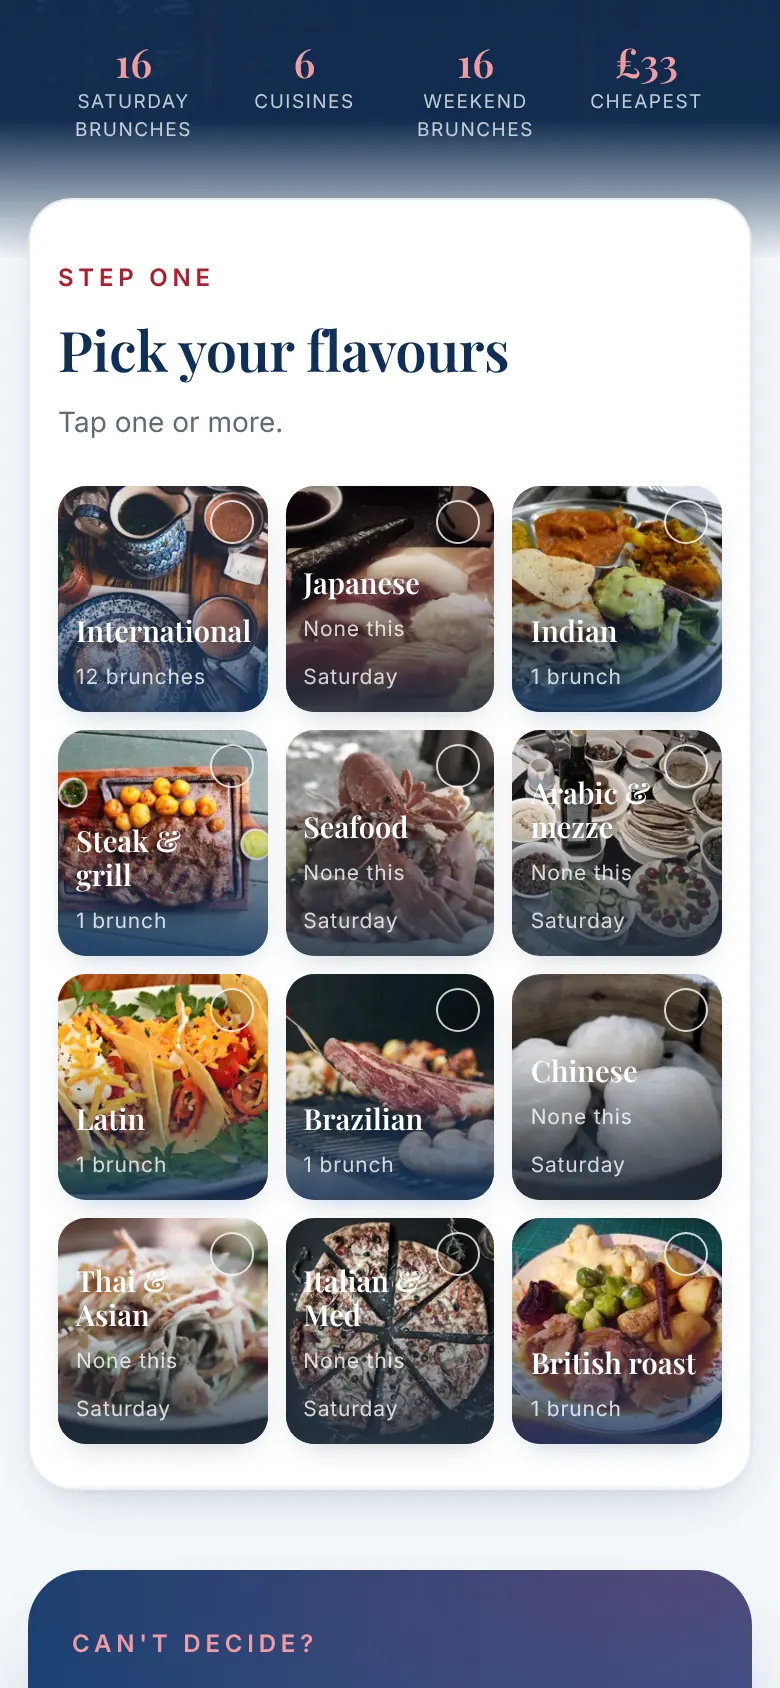 16
SATURDAY
BRUNCHES
6
CUISINES
16
WEEKEND
BRUNCHES
£33
CHEAPEST
STEP ONE
Pick your flavours
Tap one or more.
International
12 brunches
Japanese
None this
Saturday
Indian
1 brunch
Steak &
grill
1 brunch
Seafood
None this
Saturday
Arabic &
mezze
None this
Saturday
Latin
1 brunch
Brazilian
1 brunch
Chinese
None this
Saturday
Thai &
Asian
None this
Saturday
Italian &
Med
None this
Saturday
British roast
1 brunch
CAN'T DECIDE?